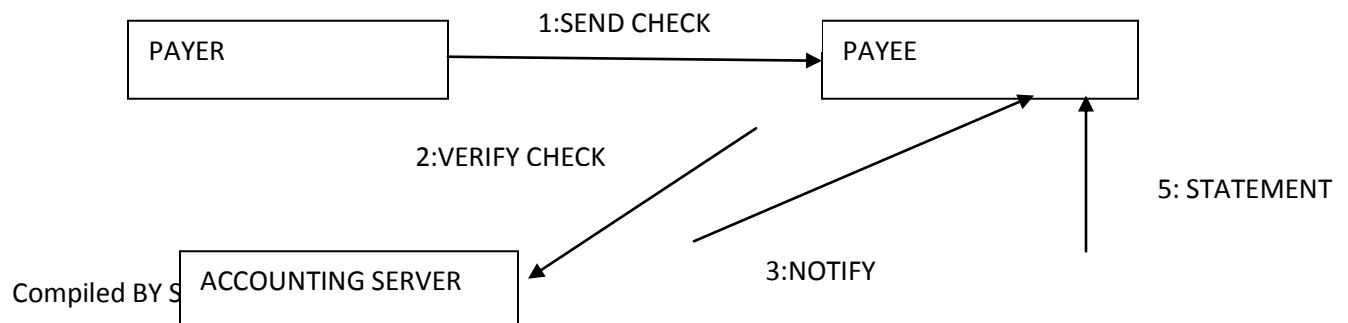 1:SEND CHECK
PAYER
PAYEE
2:VERIFY CHECK
5: STATEMENT
3:NOTIFY
ACCOUNTING SERVER
Compiled BY S